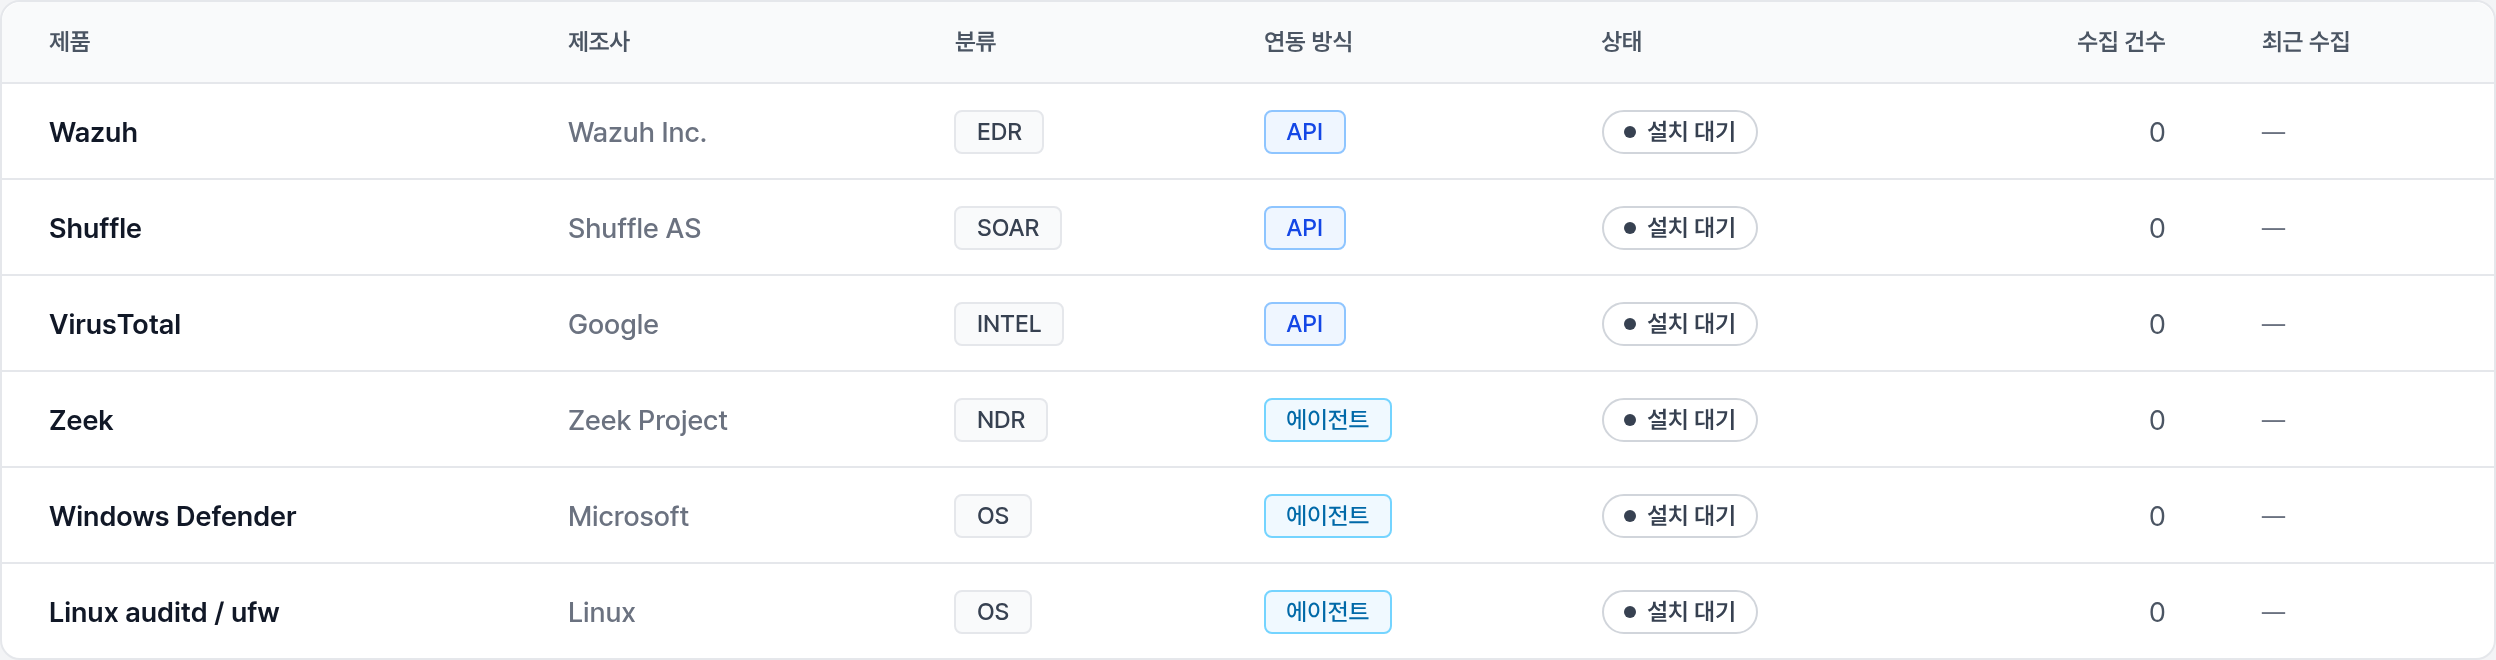 제품 제조사 분류 연동 방식 상태 수집 건수 최근 수집
Wazuh Wazuh Inc. EDR API 설치 대기 0 —
Shuffle Shuffle AS SOAR API 설치 대기 0 —
VirusTotal Google INTEL API 설치 대기 0 —
Zeek Zeek Project NDR 에이전트 설치 대기 0 —
Windows Defender Microsoft OS 에이전트 설치 대기 0 —
Linux auditd / ufw Linux OS 에이전트 설치 대기 0 —